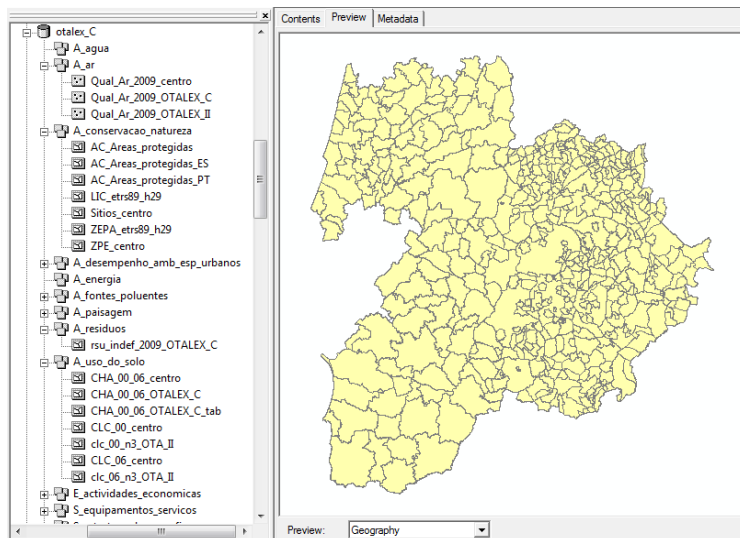 otalex_C
A_agua
A_ar
Qual_Ar_2009_centro
Qual_Ar_2009_OTALEX_C
Qual_Ar_2009_OTALEX_II
A_conservacao_natureza
AC_Areas_protegidas
AC_Areas_protegidas_ES
AC_Areas_protegidas_PT
LIC_etrs89_h29
Sitios_centro
ZEPA_etrs89_h29
ZPE_centro
A_desempenho_amb_esp_urbanos
A_energia
A_fontes_poluentes
A_paisagem
A_residuos
rsu_indef_2009_OTALEX_C
A_uso_do_solo
CHA_00_06_centro
CHA_00_06_OTALEX_C
CHA_00_06_OTALEX_C_tab
CLC_00_centro
clc_00_n3_OTA_II
CLC_06_centro
clc_06_n3_OTA_II
E_actividades_economicas
S_equipamentos_servicos
Contents Preview Metadata
Preview: Geography